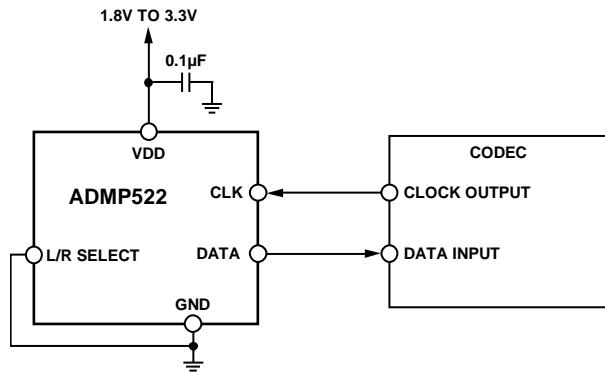 1.8V TO 3.3V
0.1µF
VDD
CODEC
ADMP522
CLK
CLOCK OUTPUT
L/R SELECT
DATA
DATA INPUT
GND